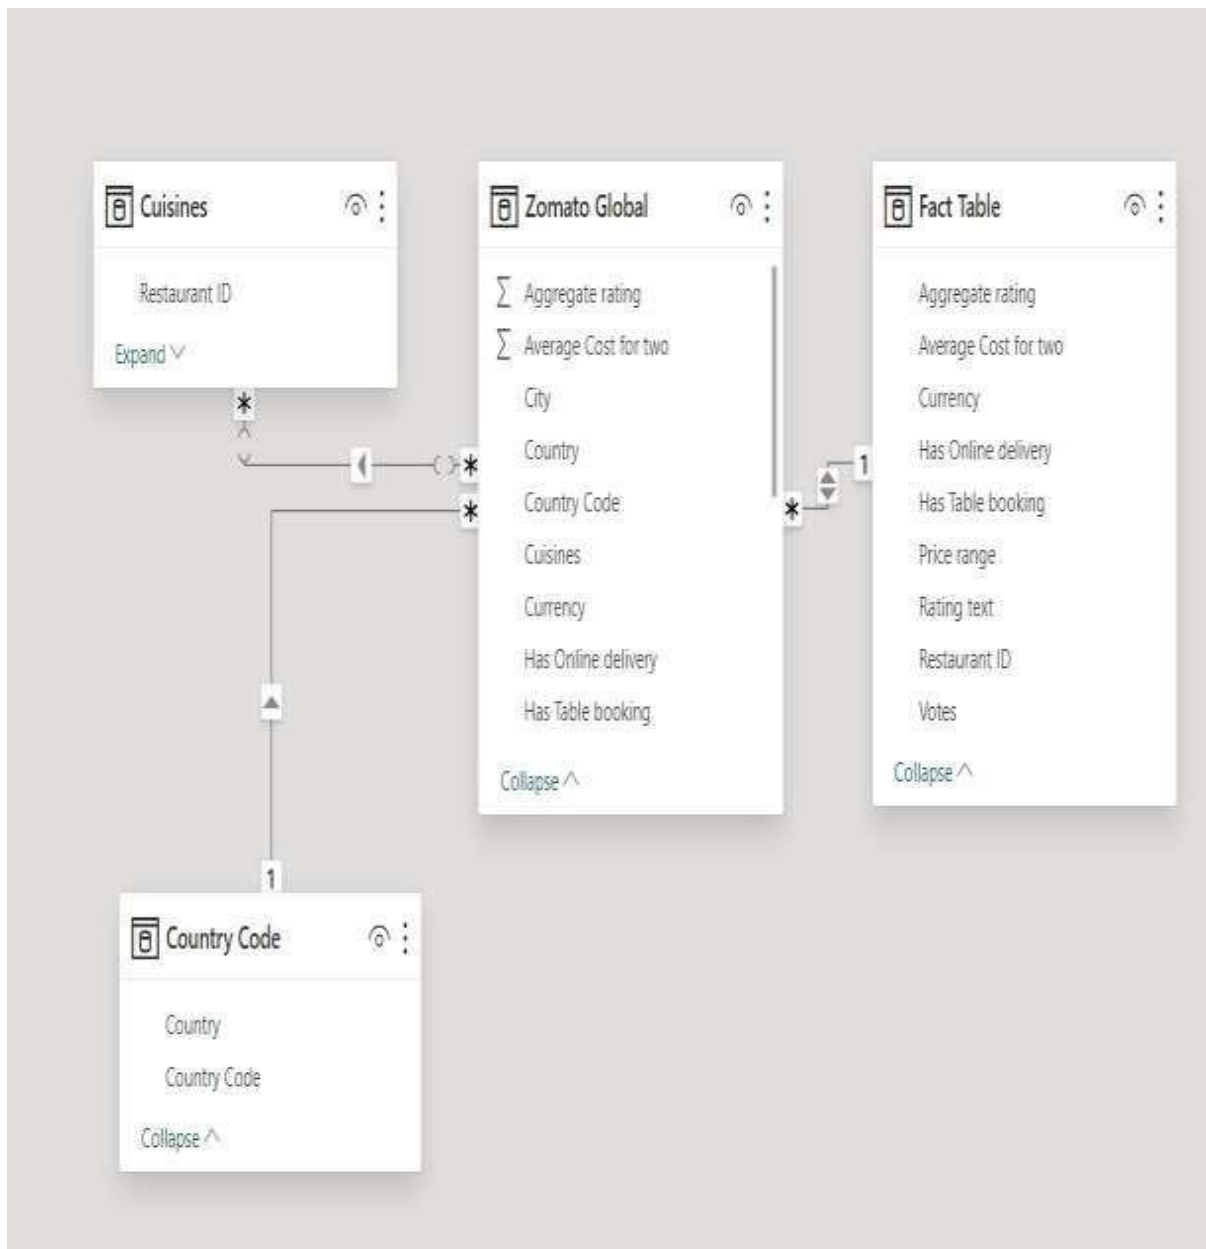 Cuisines
Restaurant ID
Expand
*
*
*
Zomato Global
∑ Aggregate rating
∑ Average Cost for two
City
Country
Country Code
Cuisines
Currency
Has Online delivery
Has Table booking
Collapse
*
1
Fact Table
Aggregate rating
Average Cost for two
Currency
Has Online delivery
Has Table booking
Price range
Rating text
Restaurant ID
Votes
Collapse
1
Country Code
Country
Country Code
Collapse